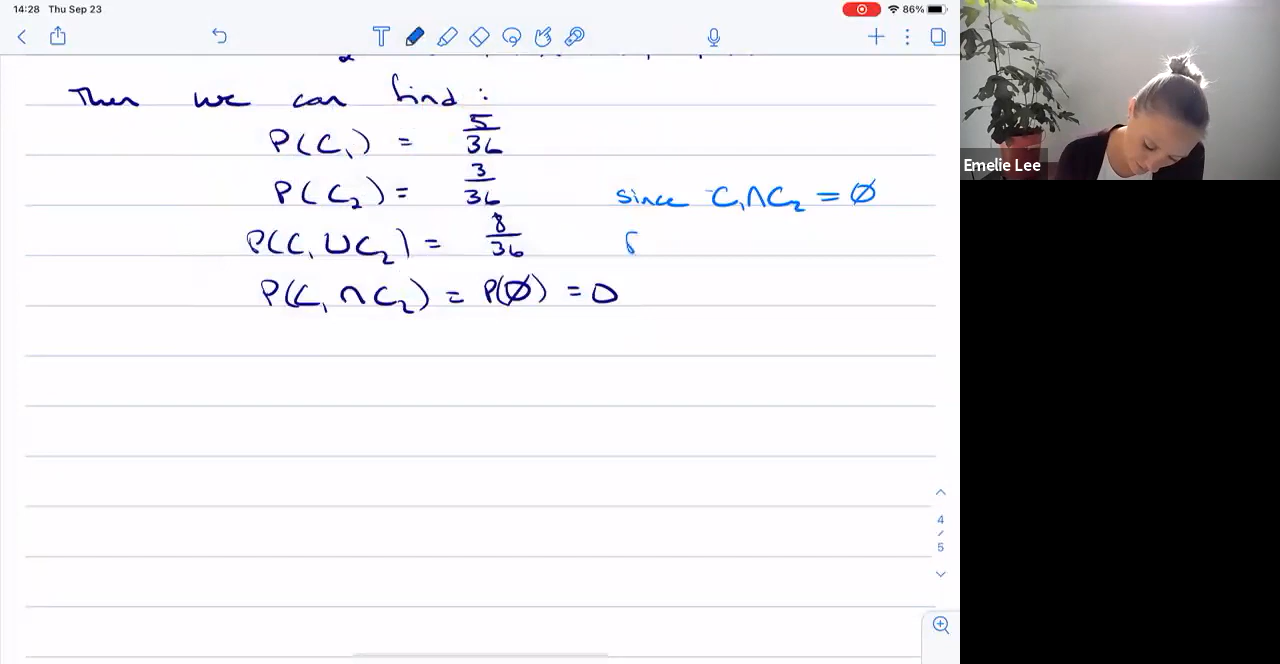 14:28 Thu Sep 23
86%
Then we can find :
P(C₁) = 5/36
P(C₂) = 3/36
since C₁∩C₂ = ∅
P(C₁ ∪ C₂) = 8/36
P(C₁ ∩ C₂) = P(∅) = 0
4
/
5
Emelie Lee